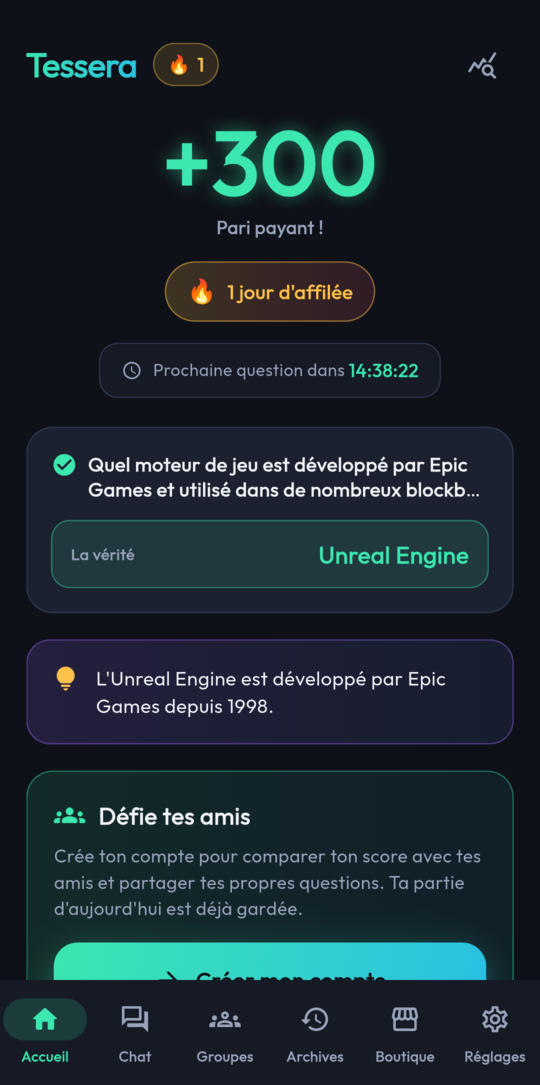 Tessera
🔥 1
+300
Pari payant !
🔥 1 jour d'affilée
Prochaine question dans 14:38:22
Quel moteur de jeu est développé par Epic
Games et utilisé dans de nombreux blockb...
La vérité Unreal Engine
L'Unreal Engine est développé par Epic
Games depuis 1998.
Défie tes amis
Crée ton compte pour comparer ton score avec tes
amis et partager tes propres questions. Ta partie
d'aujourd'hui est déjà gardée.
Créer mon compte
Accueil Chat Groupes Archives Boutique Réglages